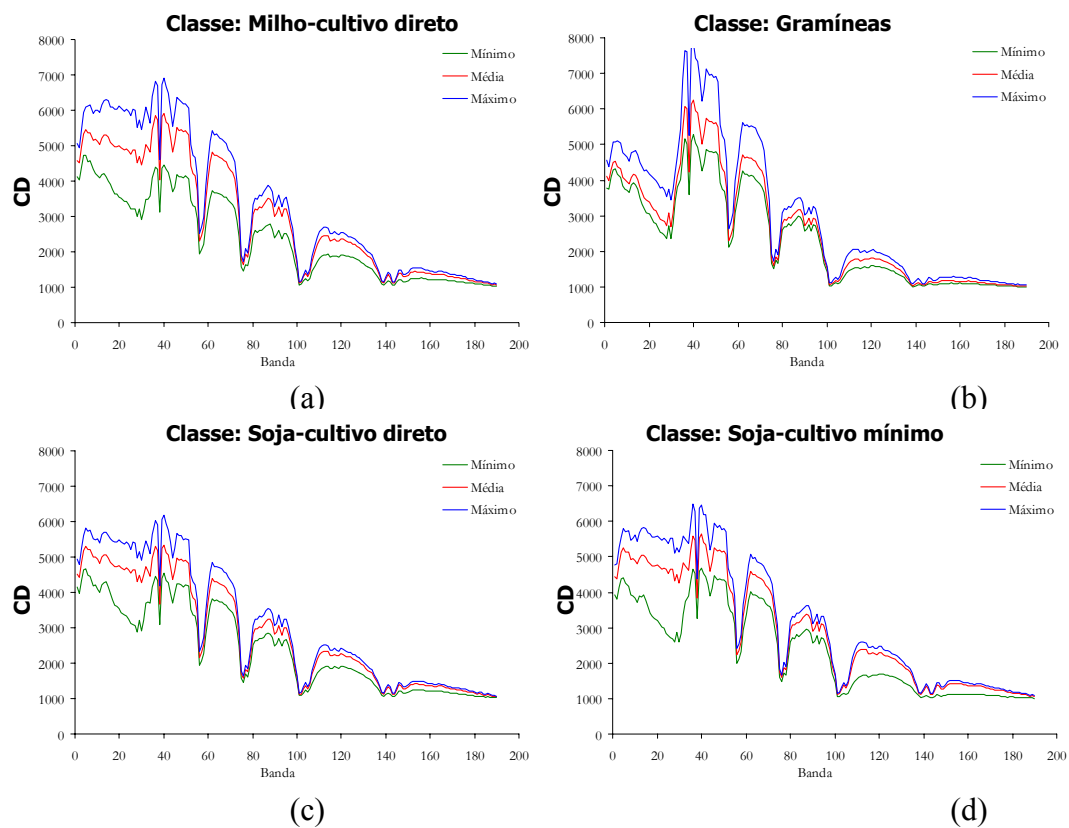 Classe: Milho-cultivo direto
8000
7000
6000
5000
4000
3000
2000
1000
0
CD
Mínimo
Média
Máximo
0 20 40 60 80 100 120 140 160 180 200
Banda
(a)
Classe: Gramíneas
8000
7000
6000
5000
4000
3000
2000
1000
0
CD
Mínimo
Média
Máximo
0 20 40 60 80 100 120 140 160 180 200
Banda
(b)
Classe: Soja-cultivo direto
8000
7000
6000
5000
4000
3000
2000
1000
0
CD
Mínimo
Média
Máximo
0 20 40 60 80 100 120 140 160 180 200
Banda
(c)
Classe: Soja-cultivo mínimo
8000
7000
6000
5000
4000
3000
2000
1000
0
CD
Mínimo
Média
Máximo
0 20 40 60 80 100 120 140 160 180 200
Banda
(d)